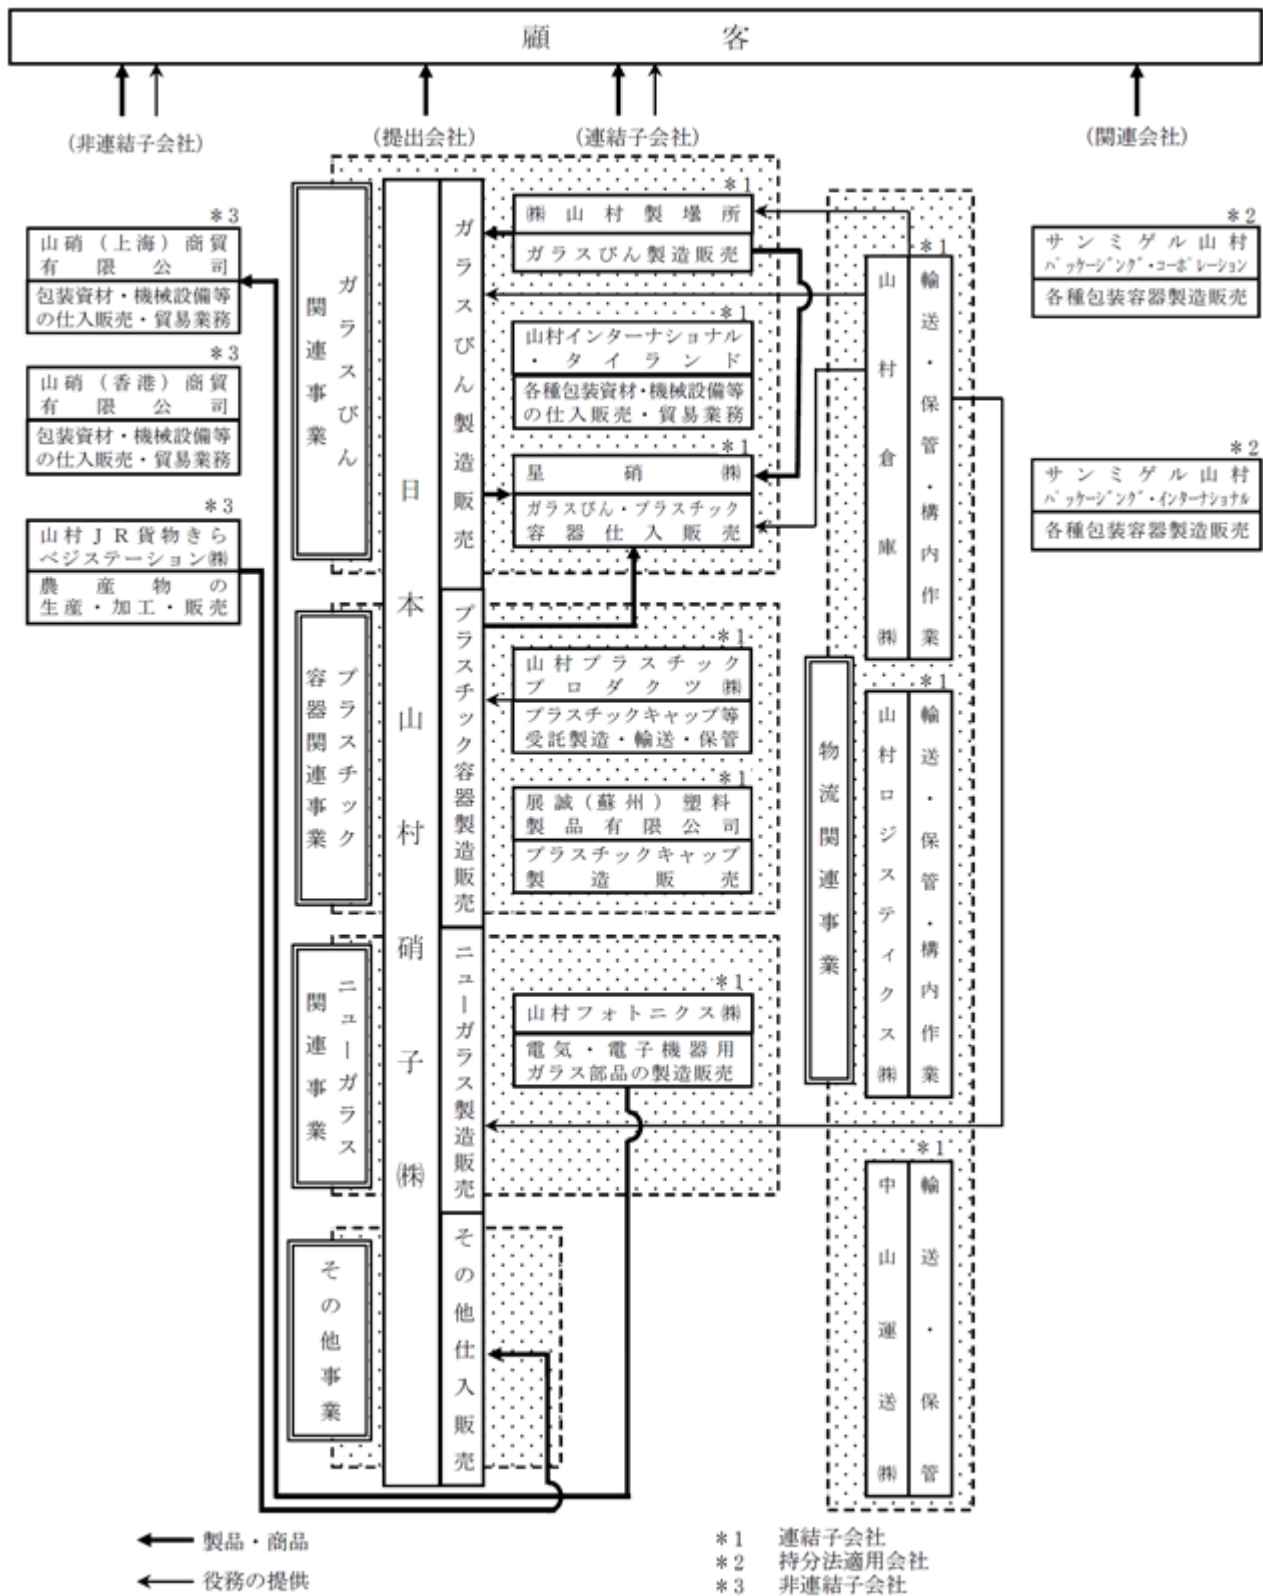 顧客
(非連結子会社)
(提出会社)
(連結子会社)
(関連会社)
*3
山硝（上海）商貿
有限公司
包装資材・機械設備等
の仕入販売・貿易業務
*3
山硝（香港）商貿
有限公司
包装資材・機械設備等
の仕入販売・貿易業務
*3
山村ＪＲ貨物きら
ベジステーション㈱
農産物の
生産・加工・販売
ガラスびん
関連事業
プラスチック
容器関連事業
ニューガラス
関連事業
その他事業
日本山村硝子㈱
ガラスびん製造販売
プラスチック容器製造販売
ニューガラス製造販売
その他仕入販売
*1
㈱山村製壜所
ガラスびん製造販売
*1
山村インターナショナル
・タイランド
各種包装資材・機械設備等
の仕入販売・貿易業務
*1
星硝㈱
ガラスびん・プラスチック
容器仕入販売
*1
山村プラスチック
プロダクツ㈱
プラスチックキャップ等
受託製造・輸送・保管
*1
展誠（蘇州）塑料
製品有限公司
プラスチックキャップ
製造販売
*1
山村フォトニクス㈱
電気・電子機器用
ガラス部品の製造販売
物流関連事業
*1
山村倉庫㈱
輸送・保管・構内作業
*1
山村ロジスティクス㈱
輸送・保管・構内作業
*1
中山運送㈱
輸送・保管
*2
サンミゲル山村
パッケージング・コーポレーション
各種包装容器製造販売
*2
サンミゲル山村
パッケージング・インターナショナル
各種包装容器製造販売
製品・商品
役務の提供
*1 連結子会社
*2 持分法適用会社
*3 非連結子会社